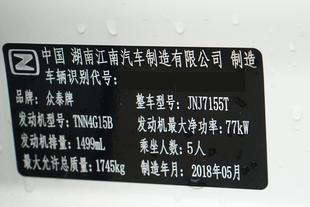 中国 湖南江南汽车制造有限公司 制造
车辆识别代号:
品牌: 众泰牌 整车型号: JNJ7155T
发动机型号: TNN4G15B 发动机最大净功率: 77kW
发动机排量: 1499mL 乘坐人数: 5人
最大允许总质量: 1745kg 制造年月: 2018年05月